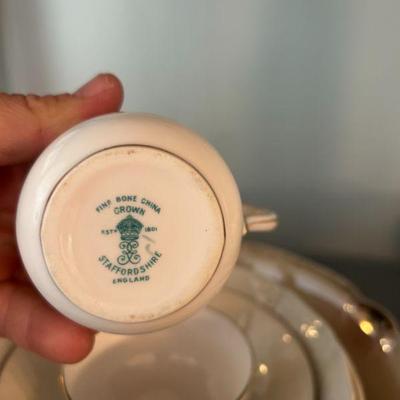 FINE BONE CHINA
CROWN
ESTD 1801
STAFFORDSHIRE
ENGLAND